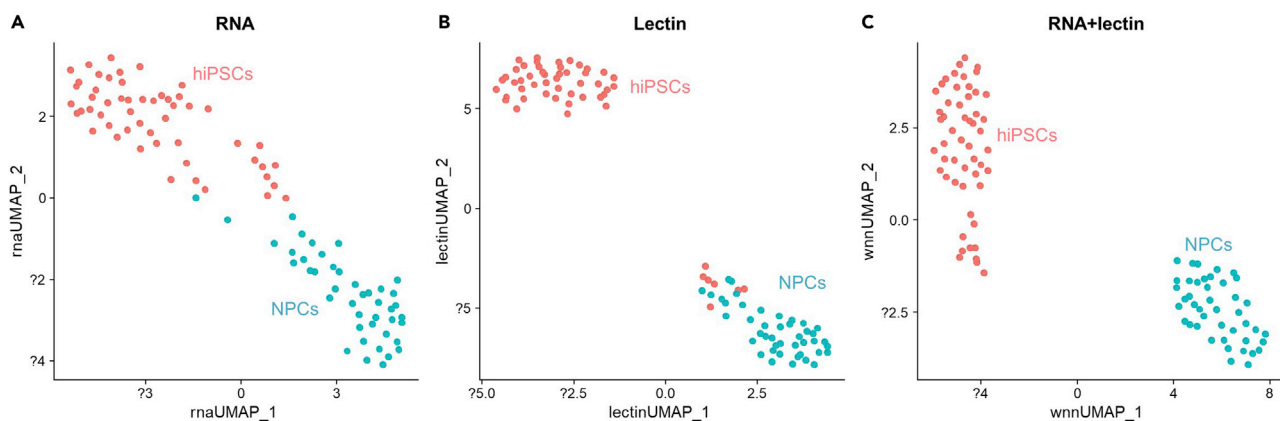 A
RNA
hiPSCs
NPCs
2
0
?2
?4
?3
0
3
rnaUMAP_1
rnaUMAP_2
B
Lectin
hiPSCs
NPCs
5
0
?25
?5.0
?2.5
0.0
2.5
lectinUMAP_1
lectinUMAP_2
C
RNA+lectin
hiPSCs
NPCs
2.5
0.0
?2.5
?4
0
4
8
wnnUMAP_1
wnnUMAP_2